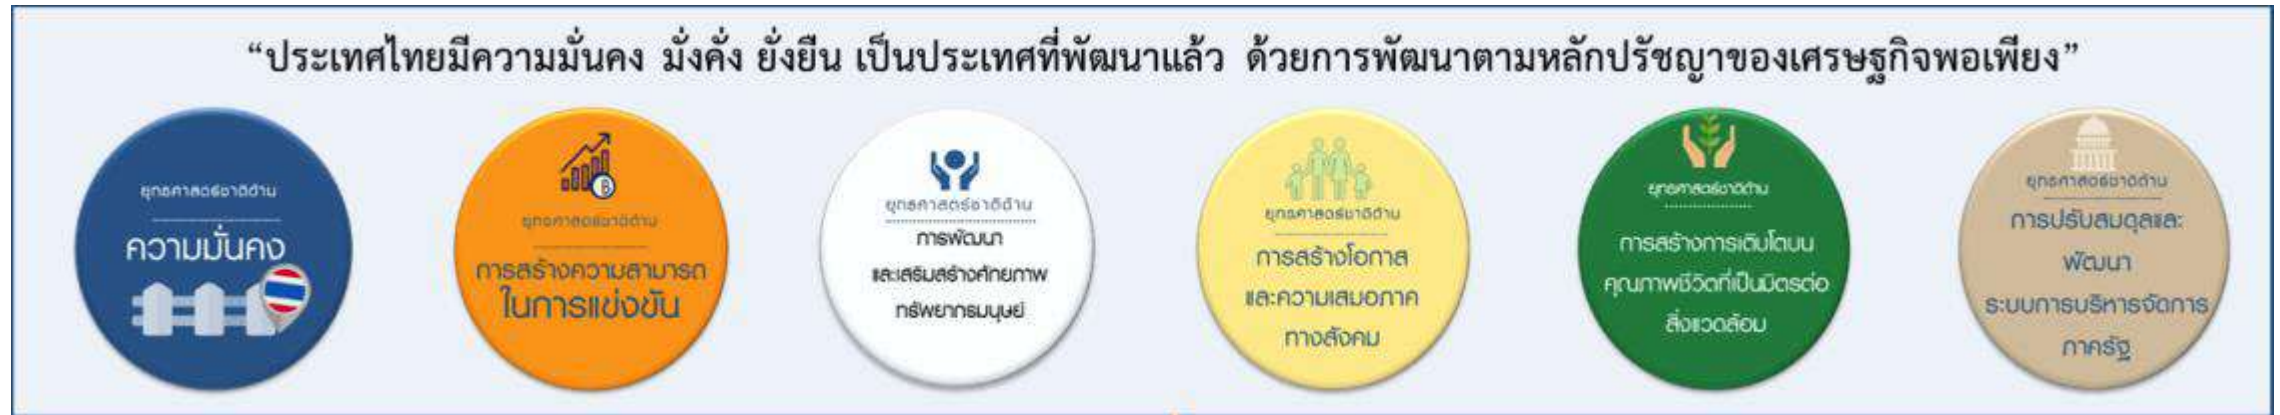 “ประเทศไทยมีความมั่นคง มั่งคั่ง ยั่งยืน เป็นประเทศที่พัฒนาแล้ว ด้วยการพัฒนาตามหลักปรัชญาของเศรษฐกิจพอเพียง”
ยุทธศาสตร์ชาติด้าน
ความมั่นคง
ยุทธศาสตร์ชาติด้าน
การสร้างความสามารถ
ในการแข่งขัน
ยุทธศาสตร์ชาติด้าน
การพัฒนา
และเสริมสร้างศักยภาพ
ทรัพยากรมนุษย์
ยุทธศาสตร์ชาติด้าน
การสร้างโอกาส
และความเสมอภาค
ทางสังคม
ยุทธศาสตร์ชาติด้าน
การสร้างการเติบโตบน
คุณภาพชีวิตที่เป็นมิตรต่อ
สิ่งแวดล้อม
ยุทธศาสตร์ชาติด้าน
การปรับสมดุลและ
พัฒนา
ระบบการบริหารจัดการ
ภาครัฐ